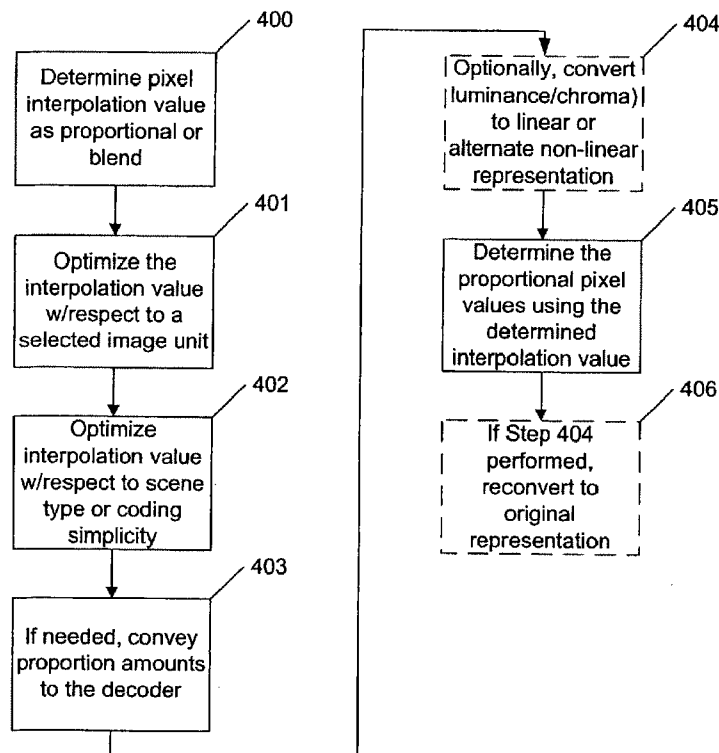 400
Determine pixel
interpolation value
as proportional or
blend
401
Optimize the
interpolation value
w/respect to a
selected image unit
402
Optimize
interpolation value
w/respect to scene
type or coding
simplicity
403
If needed, convey
proportion amounts
to the decoder
404
Optionally, convert
luminance/chroma)
to linear or
alternate non-linear
representation
405
Determine the
proportional pixel
values using the
determined
interpolation value
406
If Step 404
performed,
reconvert to
original
representation